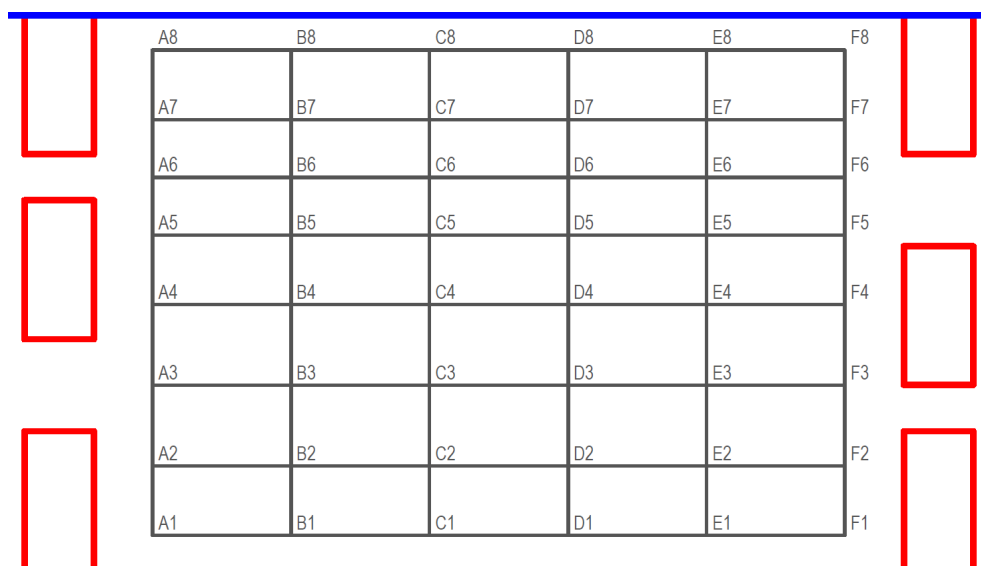 A8 B8 C8 D8 E8 F8
A7 B7 C7 D7 E7 F7
A6 B6 C6 D6 E6 F6
A5 B5 C5 D5 E5 F5
A4 B4 C4 D4 E4 F4
A3 B3 C3 D3 E3 F3
A2 B2 C2 D2 E2 F2
A1 B1 C1 D1 E1 F1